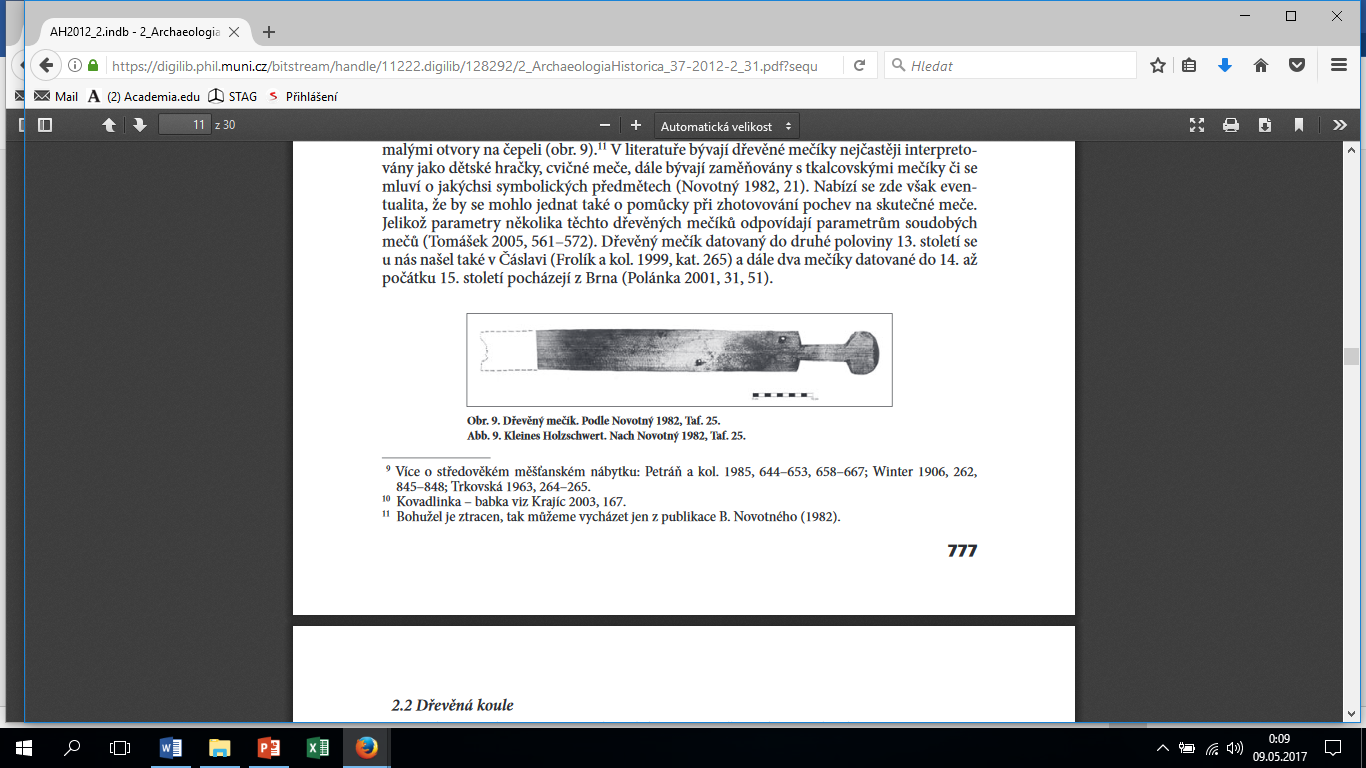 AH2012_2.indb - 2_Archaeologia
https://digilib.phil.muni.cz/bitstream/handle/11222.digilib/128292/2_ArchaeologiaHistorica_37-2012-2_31.pdf?sequ
Hledat
Mail (2) Academia.edu STAG Přihlášení
11 z 30 Automatická velikost
malými otvory na čepeli (obr. 9).¹¹ V literatuře bývají dřevěné mečíky nejčastěji interpreto-
vány jako dětské hračky, cvičné meče, dále bývají zaměňovány s tkalcovskými mečíky či se
mluví o jakýchsi symbolických předmětech (Novotný 1982, 21). Nabízí se zde však even-
tualita, že by se mohlo jednat také o pomůcky při zhotovování pochev na skutečné meče.
Jelikož parametry několika těchto dřevěných mečíků odpovídají parametrům soudobých
mečů (Tomášek 2005, 561–572). Dřevěný mečík datovaný do druhé poloviny 13. století se
u nás našel také v Čáslavi (Frolík a kol. 1999, kat. 265) a dále dva mečíky datované do 14. až
počátku 15. století pocházejí z Brna (Polánka 2001, 31, 51).
Obr. 9. Dřevěný mečík. Podle Novotný 1982, Taf. 25.
Abb. 9. Kleines Holzschwert. Nach Novotný 1982, Taf. 25.
⁹ Více o středověkém měšťanském nábytku: Petráň a kol. 1985, 644–653, 658–667; Winter 1906, 262,
845–848; Trkovská 1963, 264–265.
¹⁰ Kovadlinka – babka viz Krajíc 2003, 167.
¹¹ Bohužel je ztracen, tak můžeme vycházet jen z publikace B. Novotného (1982).
777
2.2 Dřevěná koule
0:09
09.05.2017